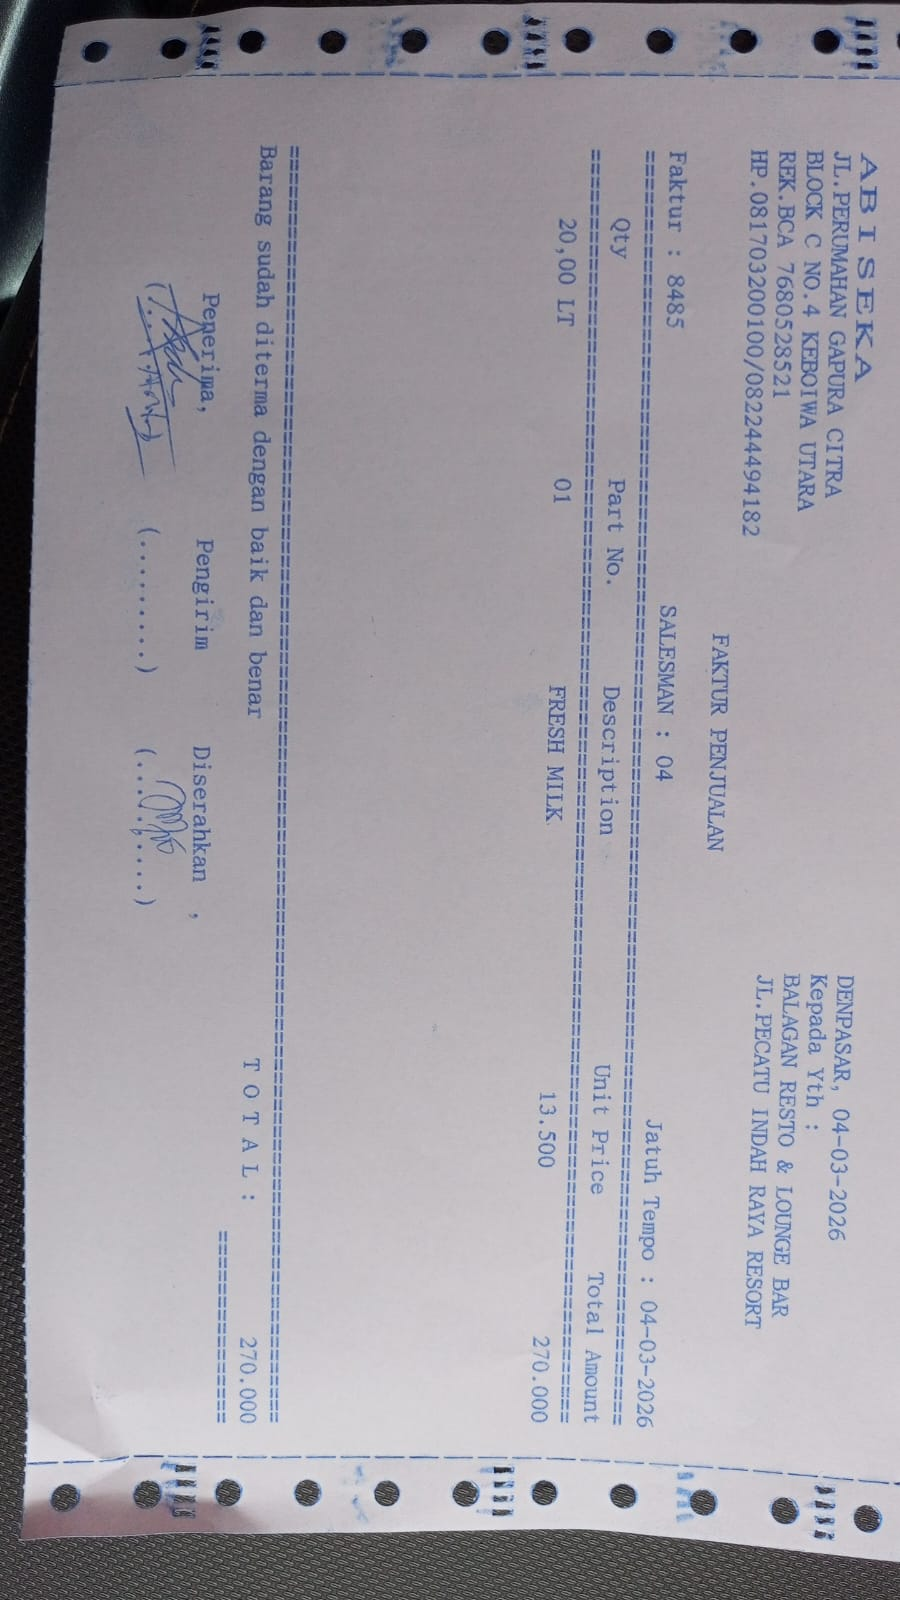 ABISEKA
JL.PERUMAHAN GAPURA CITRA
BLOCK C NO.4 KEBOIWA UTARA
REK.BCA 7680528521
HP.081703200100/082244494182
DENPASAR, 04-03-2026
Kepada Yth :
BALAGAN RESTO & LOUNGE BAR
JL.PECATU INDAH RAYA RESORT
FAKTUR PENJUALAN
Faktur : 8485 SALESMAN : 04 Jatuh Tempo : 04-03-2026
Qty Part No. Description Unit Price Total Amount
20,00 LT 01 FRESH MILK 13.500 270.000
Barang sudah diterma dengan baik dan benar T O T A L : 270.000
Penerima, Pengirim Diserahkan ,
(.........) (.........) (.........)